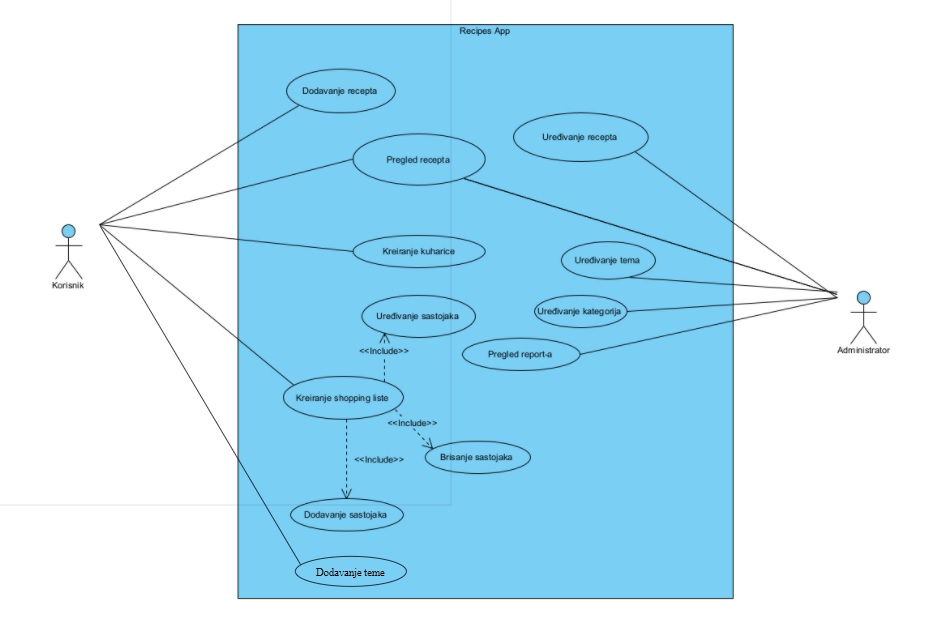 Recipes App
Dodavanje recepta
Uređivanje recepta
Pregled recepta
Kreiranje kuharice
Uređivanje tema
Korisnik
Uređivanje kategorija
Uređivanje sastojaka
Administrator
<<Include>>
Pregled report-a
Kreiranje shopping liste
<<Include>>
Brisanje sastojaka
<<Include>>
Dodavanje sastojaka
Dodavanje teme